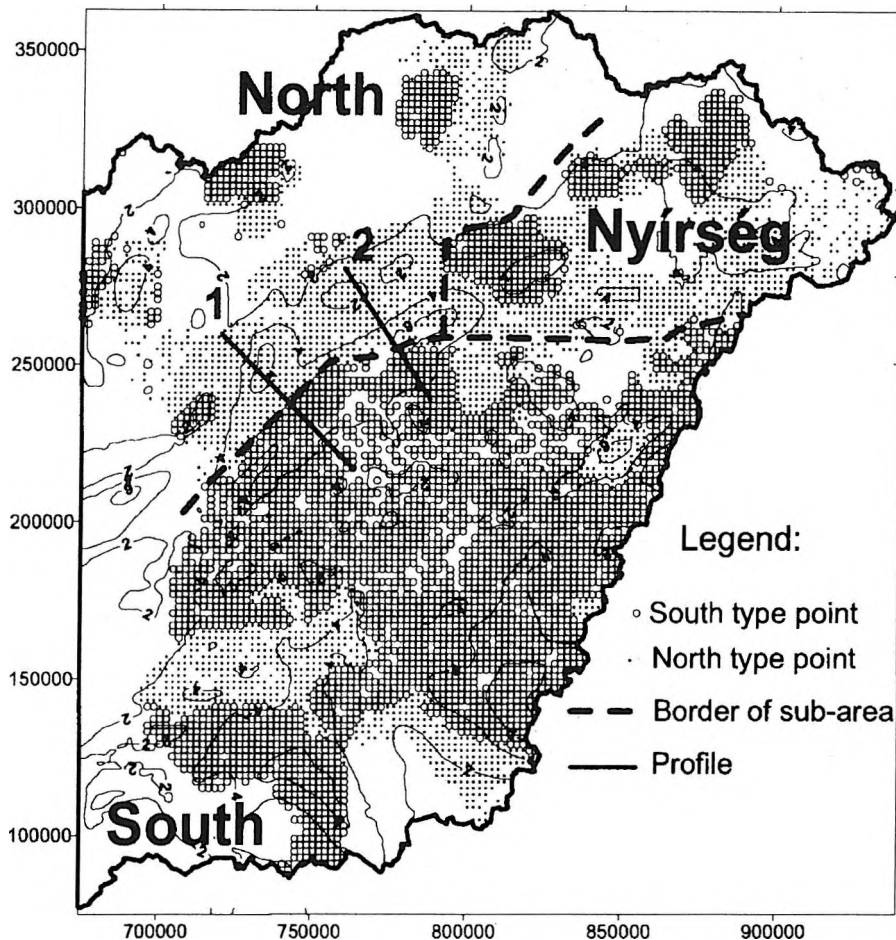 350000
North
300000
Nyírség
2
1
250000
200000
Legend:
South type point
North type point
150000
Border of sub-area
Profile
100000
South
700000 750000 800000 850000 900000